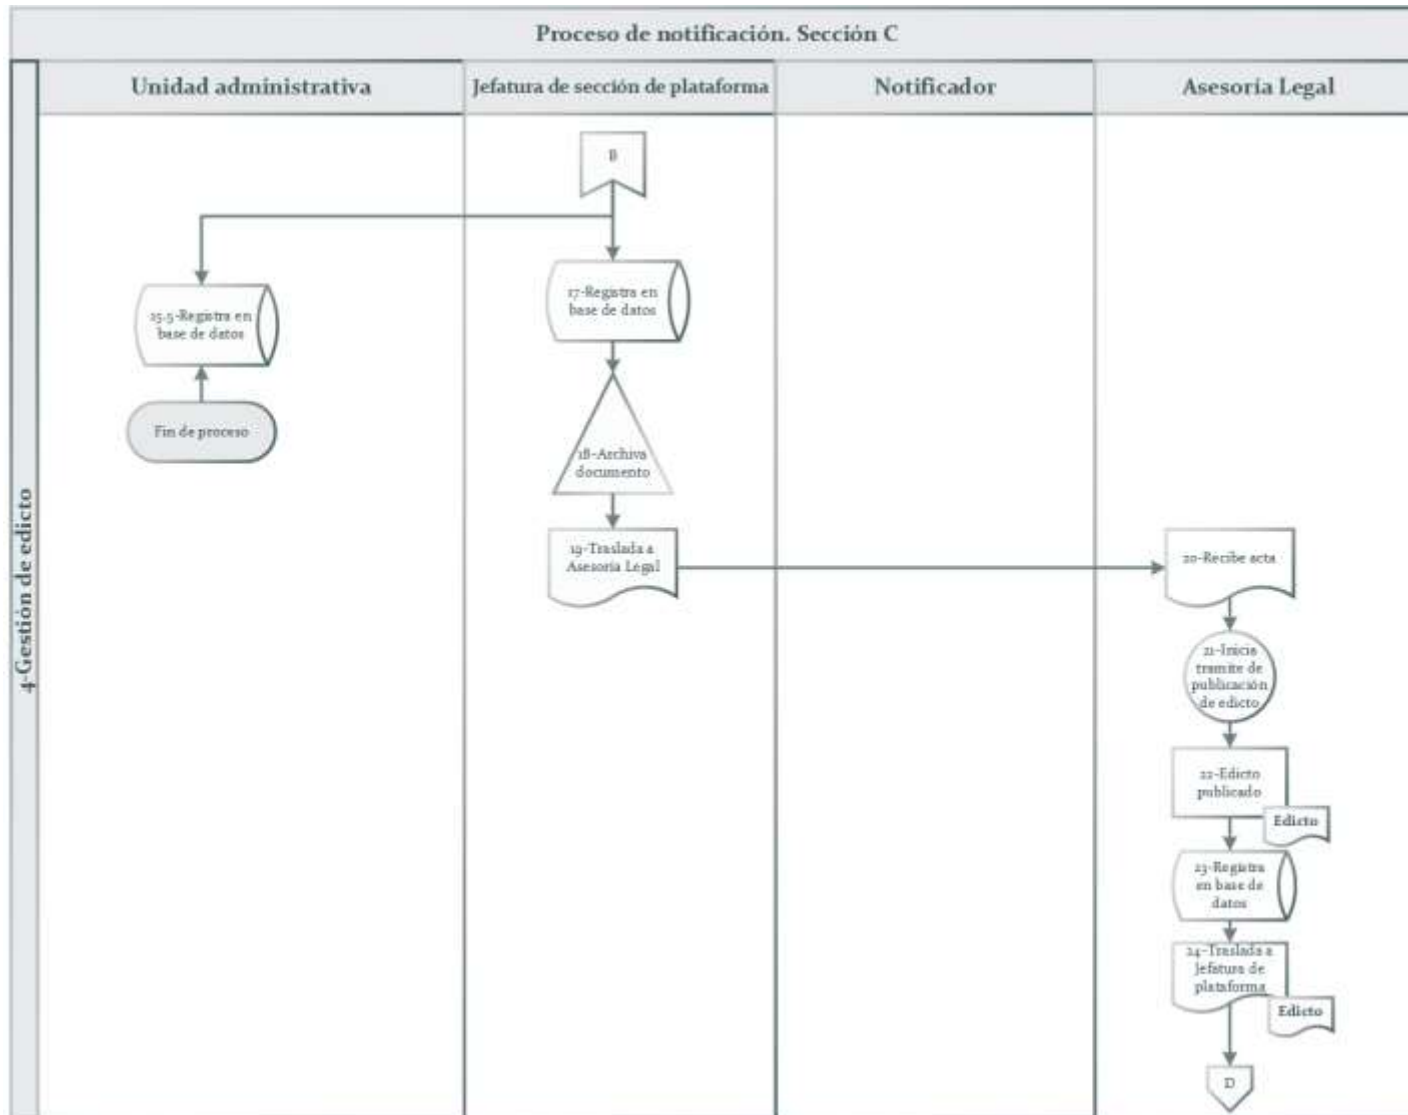 Proceso de notificación. Sección C
Unidad administrativa
Jefatura de sección de plataforma
Notificador
Asesoría Legal
4-Gestión de edicto
B
15.5-Registra en
base de datos
Fin de proceso
17-Registra en
base de datos
18-Archiva
documento
19-Traslada a
Asesoría Legal
20-Recibe acta
21-Inicia
tramite de
publicación
de edicto
22-Edicto
publicado
Edicto
23-Registra
en base de
datos
24-Traslada a
Jefatura de
plataforma
Edicto
D